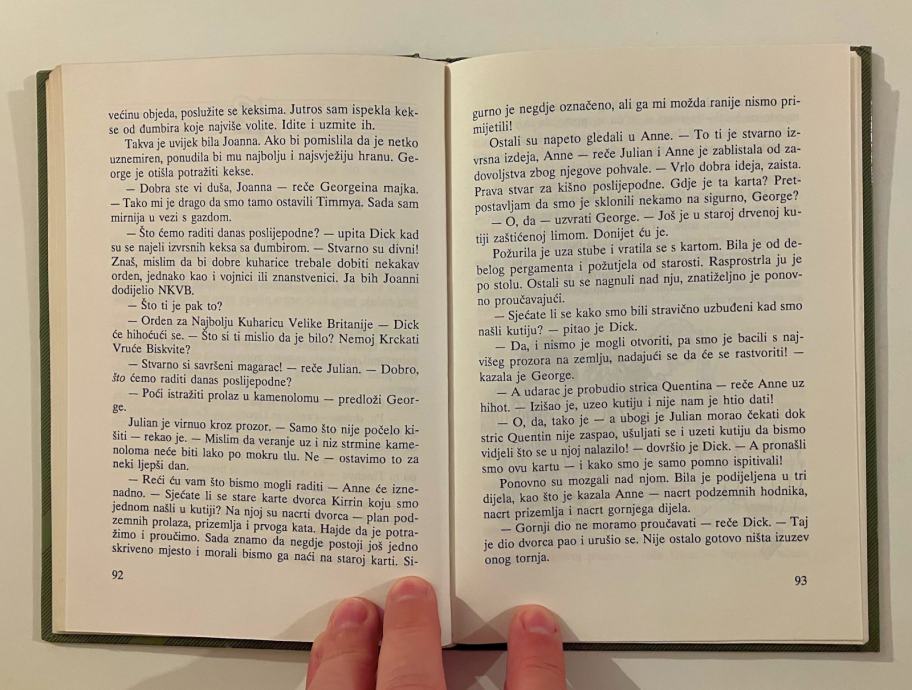 većinu objeda, poslužite se keksima. Jutros sam ispekla kek-
se od đumbira koje najviše volite. Idite i uzmite ih.
Takva je uvijek bila Joanna. Ako bi pomislila da je netko
uznemiren, ponudila bi mu najbolju i najsvježiju hranu. Ge-
orge je otišla potražiti kekse.
— Dobra ste vi duša, Joanna — reče Georgeina majka.
— Tako mi je drago da smo tamo ostavili Timmya. Sada sam
mirnija u vezi s gazdom.
— Što ćemo raditi danas poslijepodne? — upita Dick kad
su se najeli izvrsnih keksa sa đumbirom. — Stvarno su divni!
Znaš, mislim da bi dobre kuharice trebale dobiti nekakav
orden, jednako kao i vojnici ili znanstvenici. Ja bih Joanni
dodijelio NKVB.
— Što ti je pak to?
— Orden za Najbolju Kuharicu Velike Britanije — Dick
će hihoćući se. — Što si ti mislio da je bilo? Nemoj Krckati
Vruće Biskvite?
— Stvarno si savršeni magarac! — reče Julian. — Dobro,
što ćemo raditi danas poslijepodne?
— Poći istražiti prolaz u kamenolomu — predloži Geor-
ge.
Julian je virnuo kroz prozor. — Samo što nije počelo ki-
šiti — rekao je. — Mislim da veranje uz i niz strmine kame-
noloma neće biti lako po mokru tlu. Ne — ostavimo to za
neki ljepši dan.
— Reći ću vam što bismo mogli raditi — Anne će izne-
nadno. — Sjećate li se stare karte dvorca Kirrin koju smo
jednom našli u kutiji? Na njoj su nacrti dvorca — plan pod-
zemnih prolaza, prizemlja i prvoga kata. Hajde da je potra-
žimo i proučimo. Sada znamo da negdje postoji još jedno
skriveno mjesto i morali bismo ga naći na staroj karti. Si-
92
gurno je negdje označeno, ali ga mi možda ranije nismo pri-
mijetili!
Ostali su napeto gledali u Anne. — To ti je stvarno iz-
vrsna izdeja, Anne — reče Julian i Anne je zablistala od za-
dovoljstva zbog njegove pohvale. — Vrlo dobra ideja, zaista.
Prava stvar za kišno poslijepodne. Gdje je ta karta? Pret-
postavljam da smo je sklonili nekamo na sigurno, George?
— O, da — uzvrati George. — Još je u staroj drvenoj ku-
tiji zaštićenoj limom. Donijet ću je.
Požurila je uza stube i vratila se s kartom. Bila je od de-
belog pergamenta i požutjela od starosti. Rasprostrla ju je
po stolu. Ostali su se nagnuli nad nju, znatiželjno je ponov-
no proučavajući.
— Sjećate li se kako smo bili stravično uzbuđeni kad smo
našli kutiju? — pitao je Dick.
— Da, i nismo je mogli otvoriti, pa smo je bacili s naj-
višeg prozora na zemlju, nadajući se da će se rastvoriti! —
kazala je George.
— A udarac je probudio strica Quentina — reče Anne uz
hihot. — Izišao je, uzeo kutiju i nije nam je htio dati!
— O, da, tako je — a ubogi je Julian morao čekati dok
stric Quentin nije zaspao, ušuljati se i uzeti kutiju da bismo
vidjeli što se u njoj nalazilo! — dovršio je Dick. — A pronašli
smo ovu kartu — i kako smo je samo pomno ispitivali!
Ponovno su mozgali nad njom. Bila je podijeljena u tri
dijela, kao što je kazala Anne — nacrt podzemnih hodnika,
nacrt prizemlja i nacrt gornjega dijela.
— Gornji dio ne moramo proučavati — reče Dick. — Taj
je dio dvorca pao i urušio se. Nije ostalo gotovo ništa izuzev
onog tornja.
93